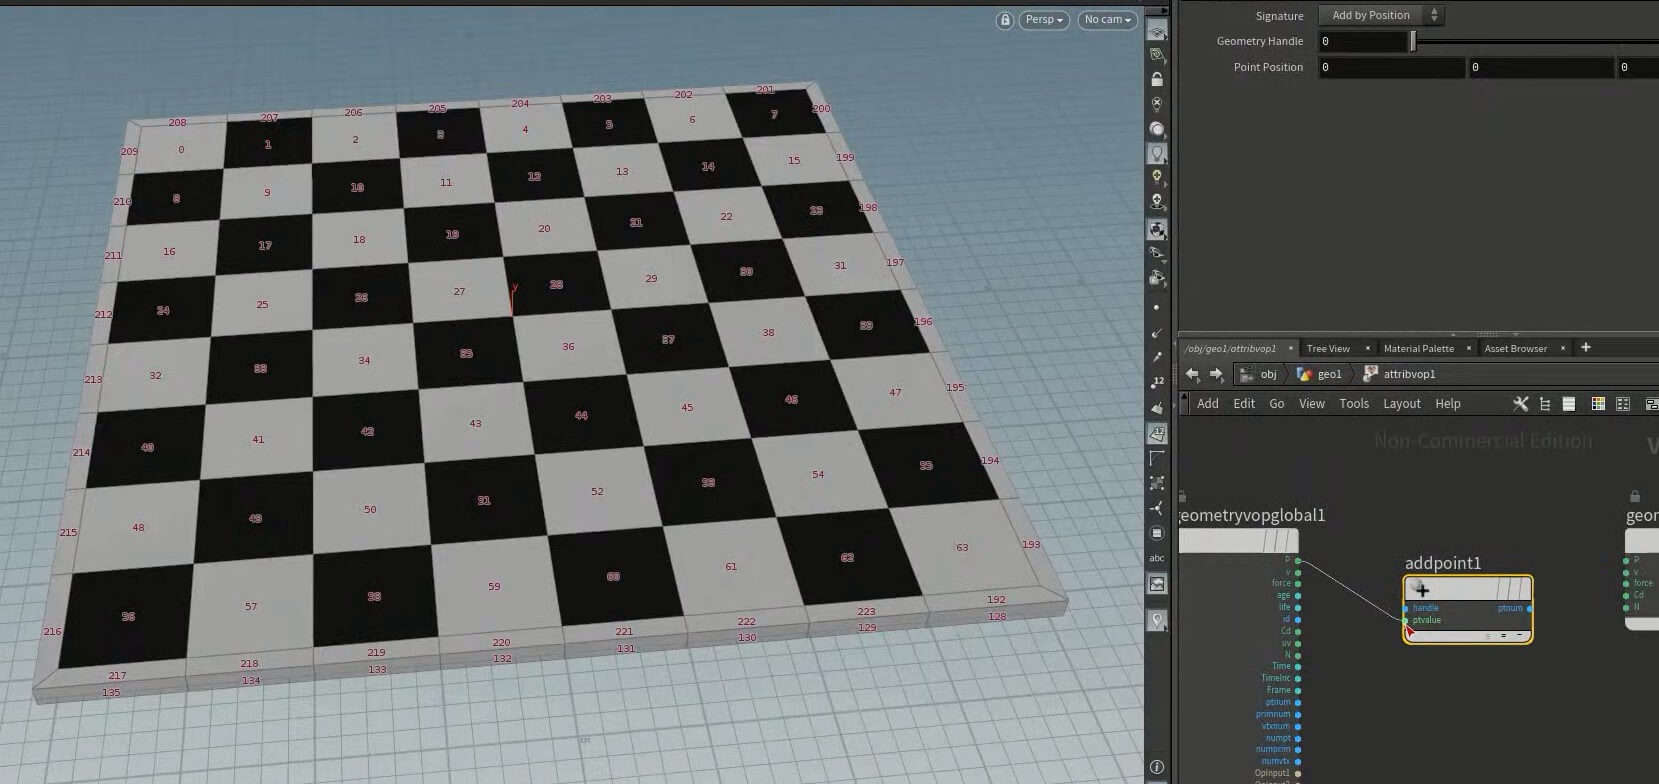 Persp
No cam
Signature
Add by Position
Geometry Handle
0
Point Position
0
0
0
208
207
206
205
204
203
202
201
200
209
0
1
2
3
4
5
6
7
199
210
8
9
10
11
12
13
14
15
198
211
16
17
18
19
20
21
22
23
197
212
24
25
26
27
y
28
29
30
31
196
213
32
33
34
35
36
37
38
39
195
214
40
41
42
43
44
45
46
47
194
215
48
49
50
51
52
53
54
55
193
216
56
57
58
59
60
61
62
63
192
217
218
219
220
221
222
223
128
135
134
133
132
131
130
129
12
12
abc
/obj/geo1/attribvop1
Tree View
Material Palette
Asset Browser
obj
geo1
attribvop1
Add
Edit
Go
View
Tools
Layout
Help
Non-Commercial Edition
V
geometryvopglobal1
P
v
force
age
life
id
Cd
uv
N
Time
TimeInc
Frame
ptnum
primnum
vtxnum
numpt
numprim
numvtx
OpInput1
addpoint1
handle
ptnum
ptvalue
geor
P
v
force
Cd
N